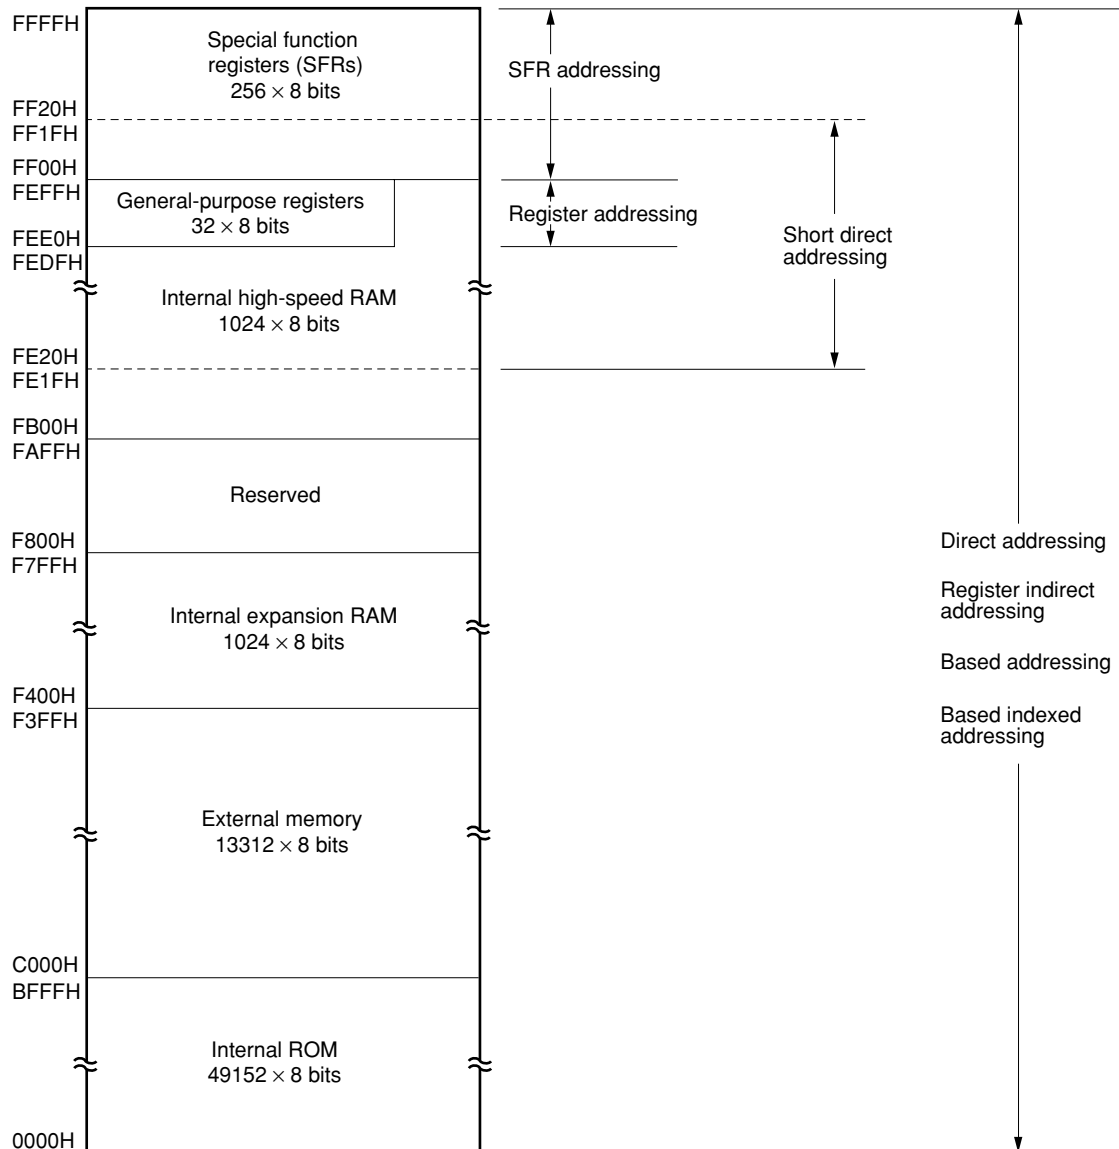 FFFFH
Special function
registers (SFRs)
256 × 8 bits
SFR addressing
FF20H
FF1FH
FF00H
FEFFH
General-purpose registers
32 × 8 bits
Register addressing
Short direct
addressing
FEE0H
FEDFH
Internal high-speed RAM
1024 × 8 bits
FE20H
FE1FH
FB00H
FAFFH
Reserved
F800H
F7FFH
Direct addressing
Register indirect
addressing
Internal expansion RAM
1024 × 8 bits
Based addressing
F400H
F3FFH
Based indexed
addressing
External memory
13312 × 8 bits
C000H
BFFFH
Internal ROM
49152 × 8 bits
0000H